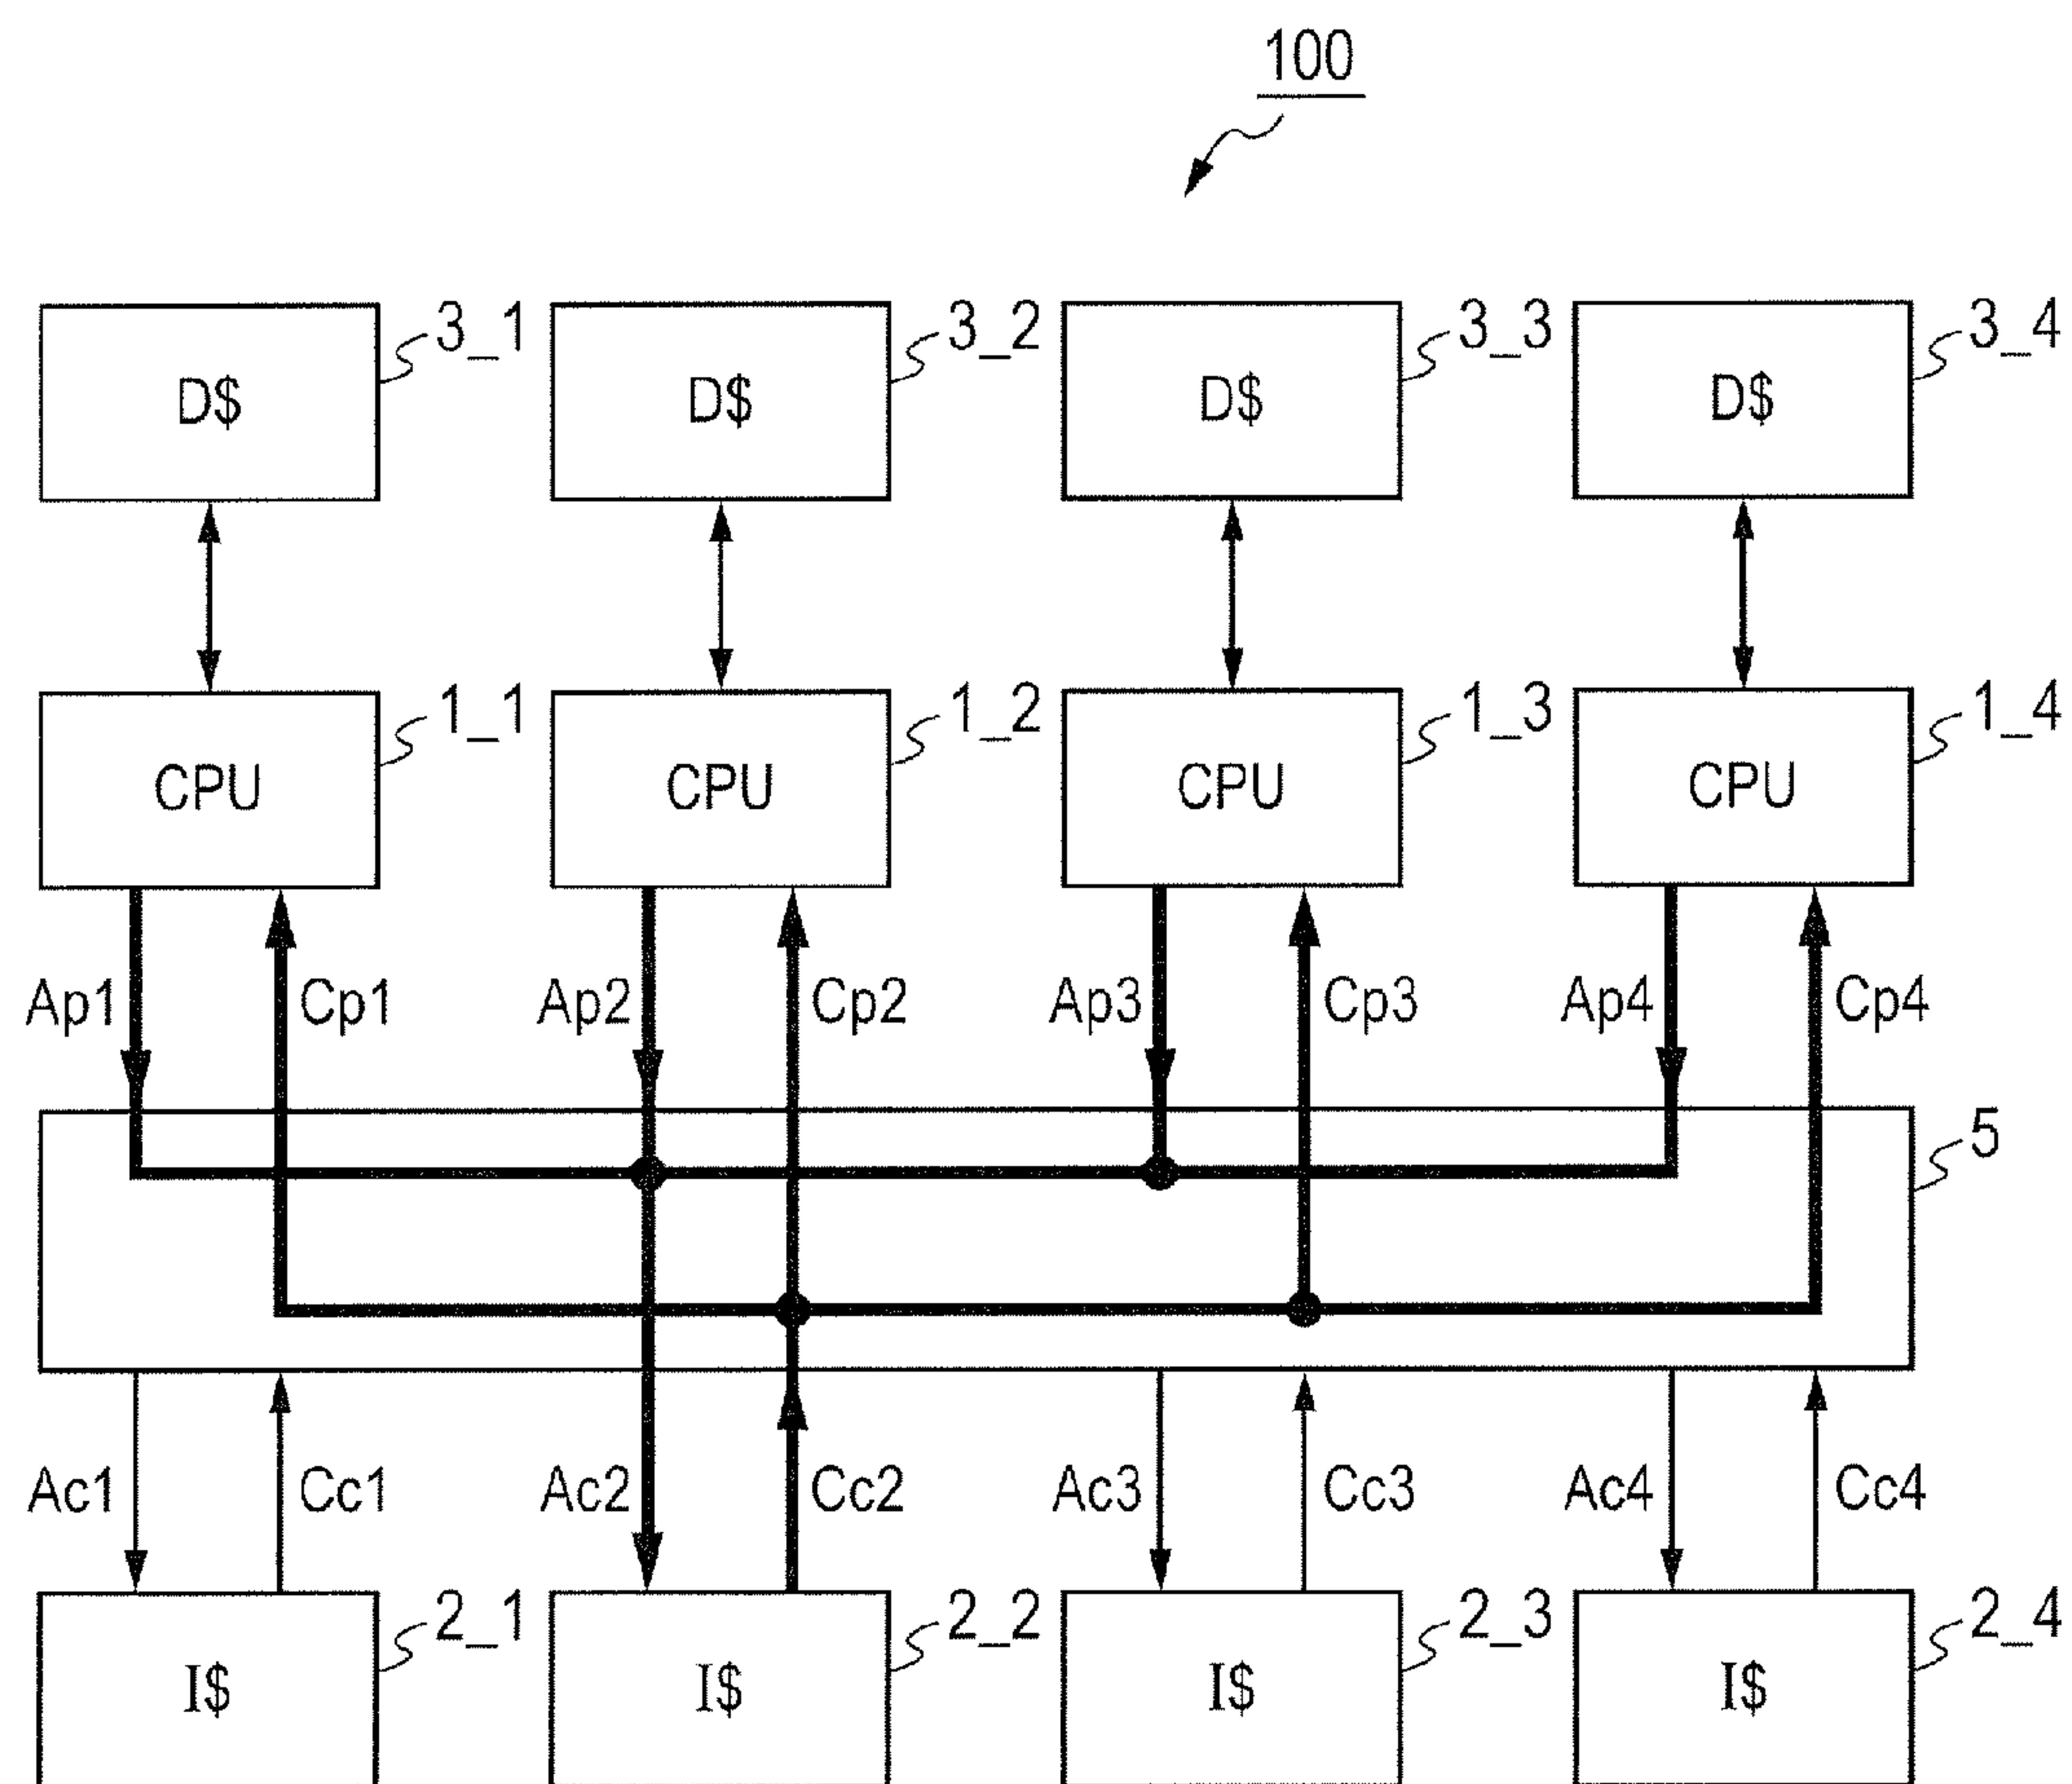 100
3_1 3_2 3_3 3_4
D$ D$ D$ D$
1_1 1_2 1_3 1_4
CPU CPU CPU CPU
Ap1 Cp1 Ap2 Cp2 Ap3 Cp3 Ap4 Cp4
5
Ac1 Cc1 Ac2 Cc2 Ac3 Cc3 Ac4 Cc4
2_1 2_2 2_3 2_4
I$ I$ I$ I$